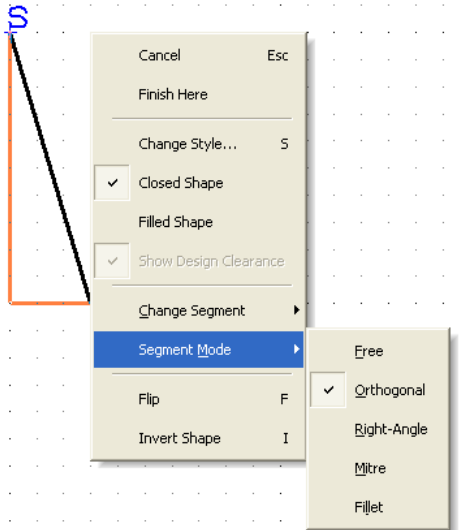 S
Cancel Esc
Finish Here
Change Style... S
Closed Shape
Filled Shape
Show Design Clearance
Change Segment
Segment Mode
Flip F
Invert Shape I
Free
Orthogonal
Right-Angle
Mitre
Fillet